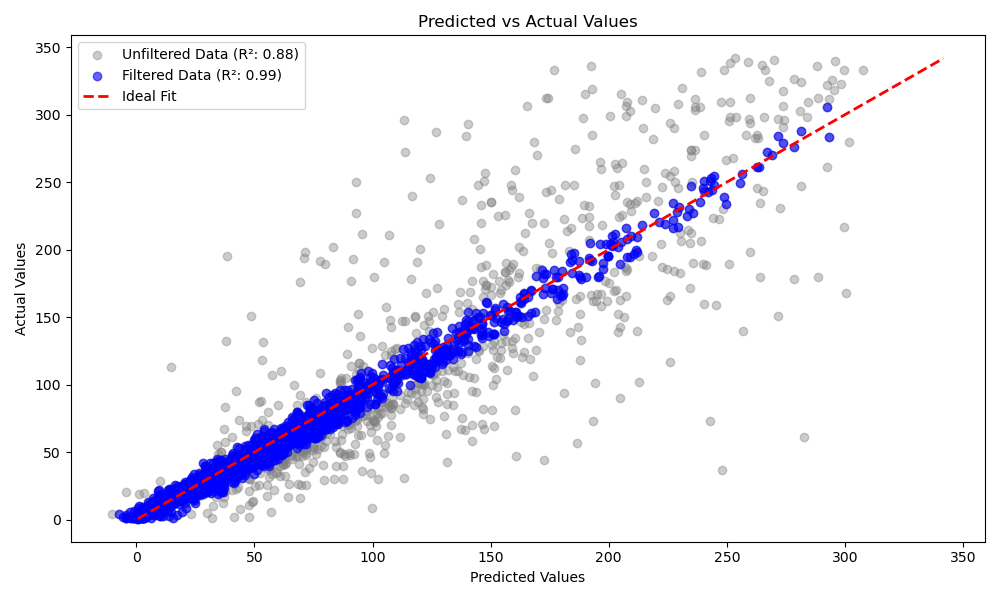 Predicted vs Actual Values
Unfiltered Data (R²: 0.88)
Filtered Data (R²: 0.99)
Ideal Fit
350
300
250
200
150
100
50
0
Actual Values
0 50 100 150 200 250 300 350
Predicted Values